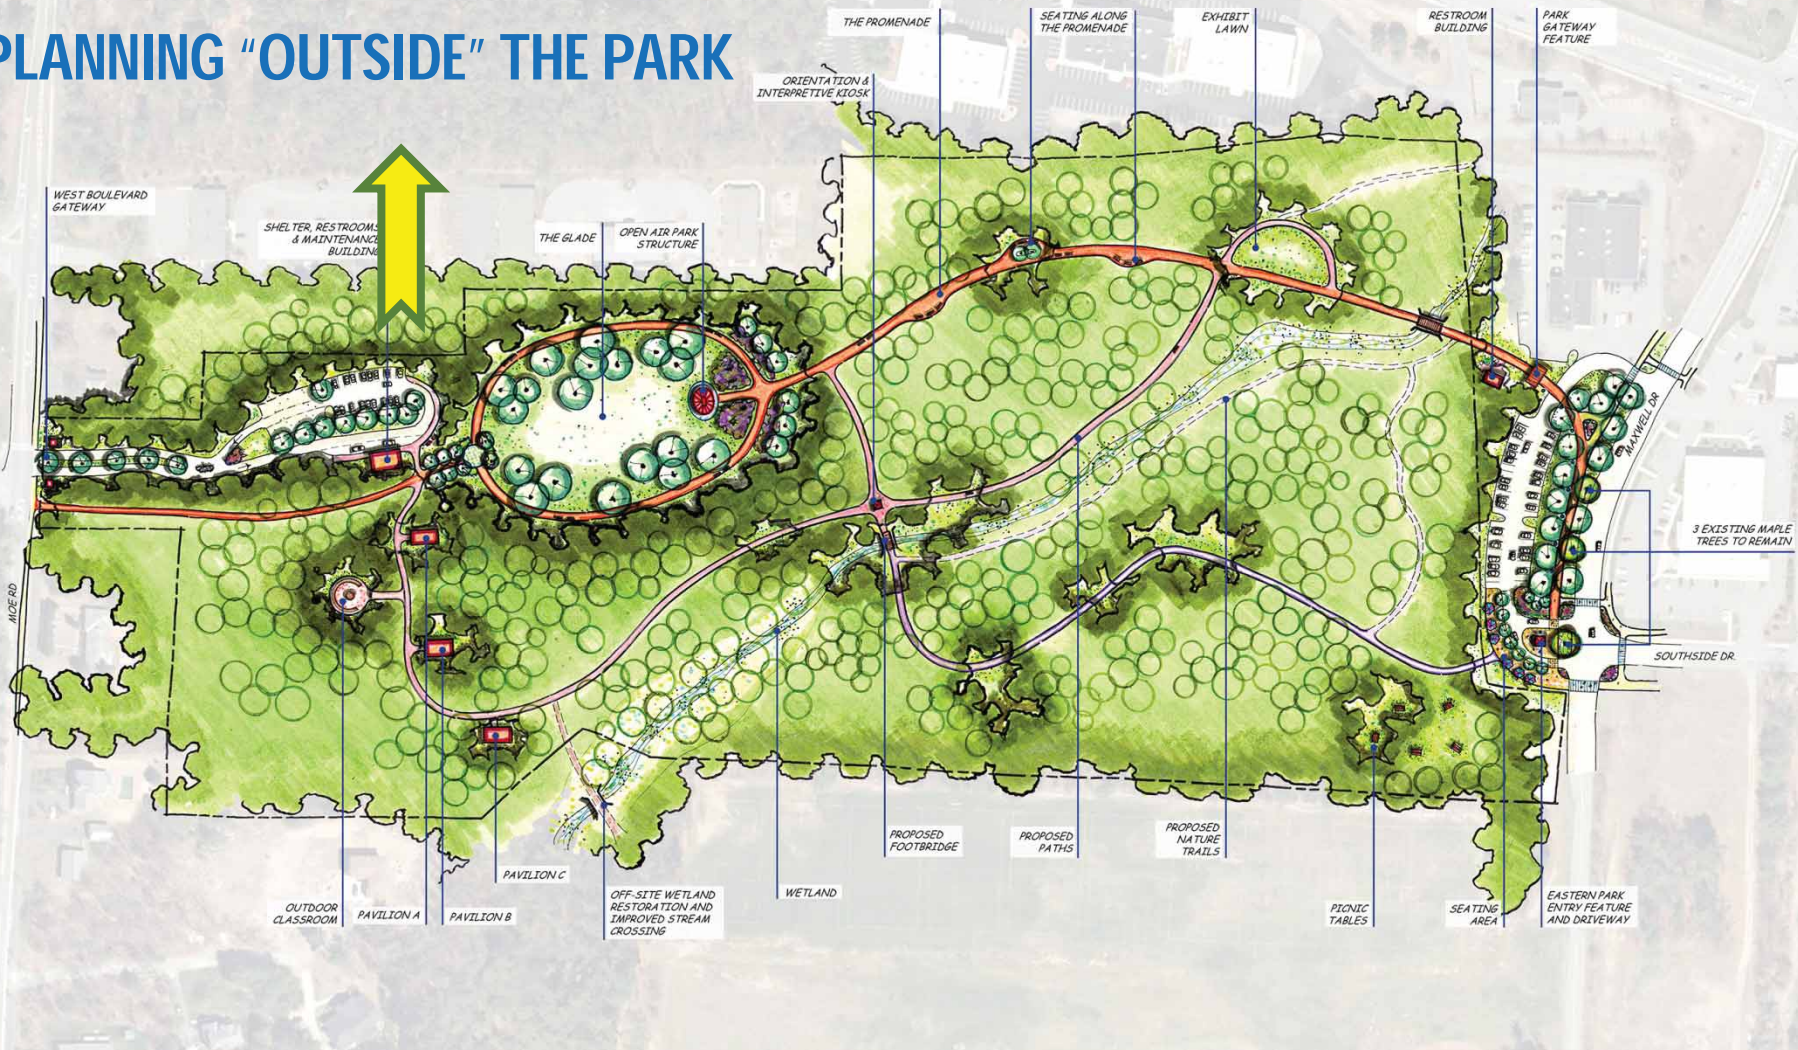 PLANNING “OUTSIDE” THE PARK
THE PROMENADE
SEATING ALONG
THE PROMENADE
EXHIBIT
LAWN
RESTROOM
BUILDING
PARK
GATEWAY
FEATURE
ORIENTATION &
INTERPRETIVE KIOSK
WEST BOULEVARD
GATEWAY
SHELTER, RESTROOMS
& MAINTENANCE
BUILDING
THE GLADE
OPEN AIR PARK
STRUCTURE
MAXWELL DR
3 EXISTING MAPLE
TREES TO REMAIN
MOE RD
SOUTHSIDE DR.
OUTDOOR
CLASSROOM
PAVILION A
PAVILION B
PAVILION C
OFF-SITE WETLAND
RESTORATION AND
IMPROVED STREAM
CROSSING
WETLAND
PROPOSED
FOOTBRIDGE
PROPOSED
PATHS
PROPOSED
NATURE
TRAILS
PICNIC
TABLES
SEATING
AREA
EASTERN PARK
ENTRY FEATURE
AND DRIVEWAY